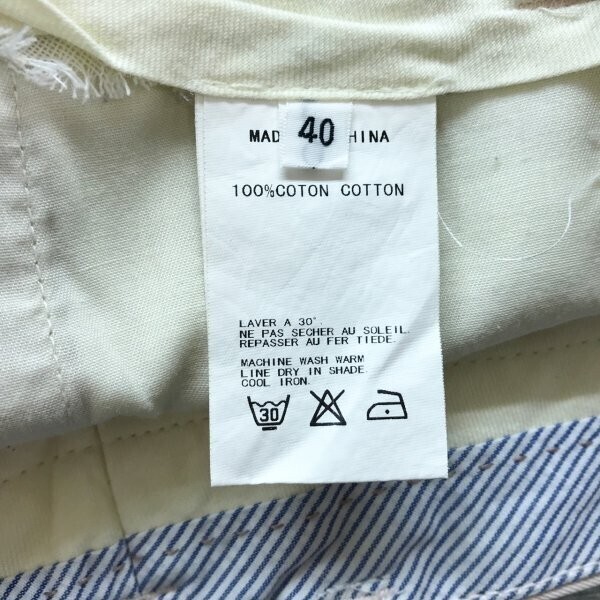 MAD 40 HINA
100%COTON COTTON
LAVER A 30°
NE PAS SECHER AU SOLEIL.
REPASSER AU FER TIEDE.
MACHINE WASH WARM
LINE DRY IN SHADE
COOL IRON.
30